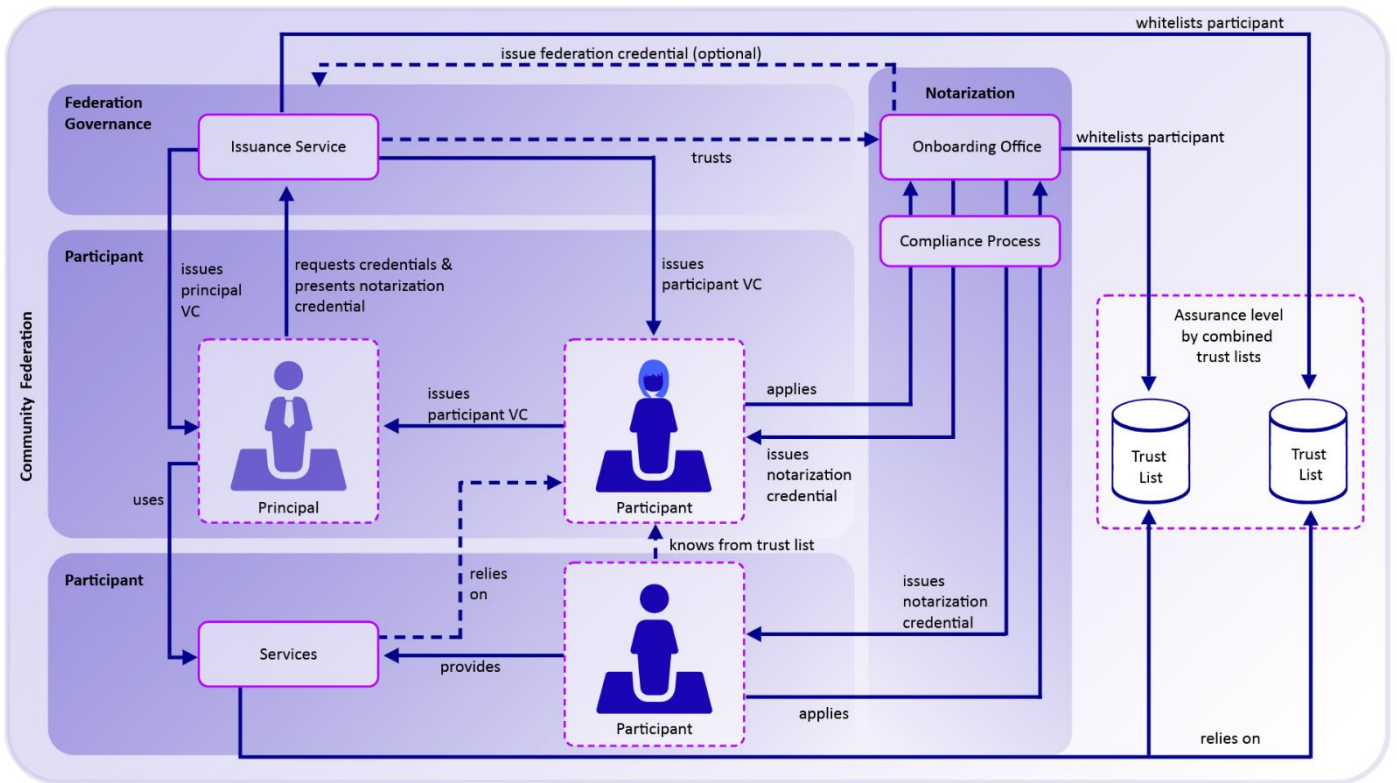 whitelists participant
issue federation credential (optional)
Federation
Governance
Notarization
Issuance Service
Onboarding Office
whitelists participant
trusts
Compliance Process
Participant
issues
principal
VC
requests credentials &
presents notarization
credential
issues
participant VC
Assurance level
by combined
trust lists
Community Federation
issues
participant VC
applies
issues
notarization
credential
Trust
List
Trust
List
uses
Principal
Participant
knows from trust list
Participant
relies
on
issues
notarization
credential
Services
provides
applies
Participant
relies on